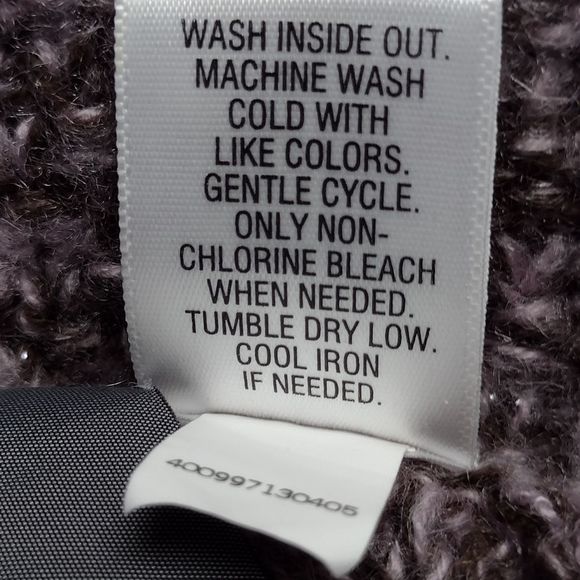 WASH INSIDE OUT.
MACHINE WASH
COLD WITH
LIKE COLORS.
GENTLE CYCLE.
ONLY NON-
CHLORINE BLEACH
WHEN NEEDED.
TUMBLE DRY LOW.
COOL IRON
IF NEEDED.
400997130405